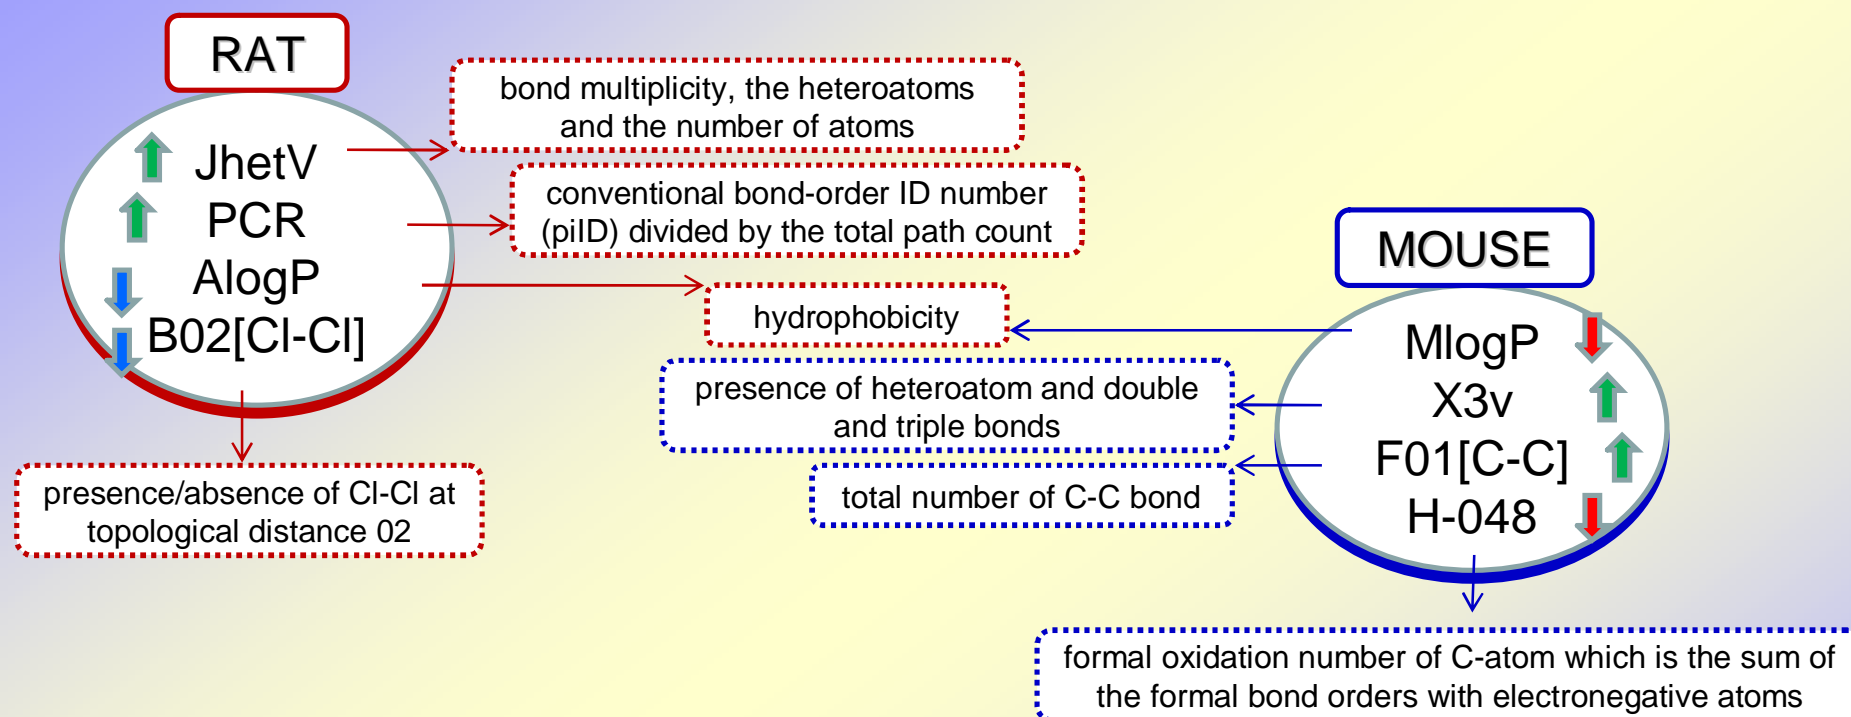 RAT
JhetV
PCR
AlogP
B02[Cl-Cl]
bond multiplicity, the heteroatoms
and the number of atoms
conventional bond-order ID number
(piID) divided by the total path count
hydrophobicity
presence/absence of Cl-Cl at
topological distance 02
MOUSE
MlogP
X3v
F01[C-C]
H-048
presence of heteroatom and double
and triple bonds
total number of C-C bond
formal oxidation number of C-atom which is the sum of
the formal bond orders with electronegative atoms